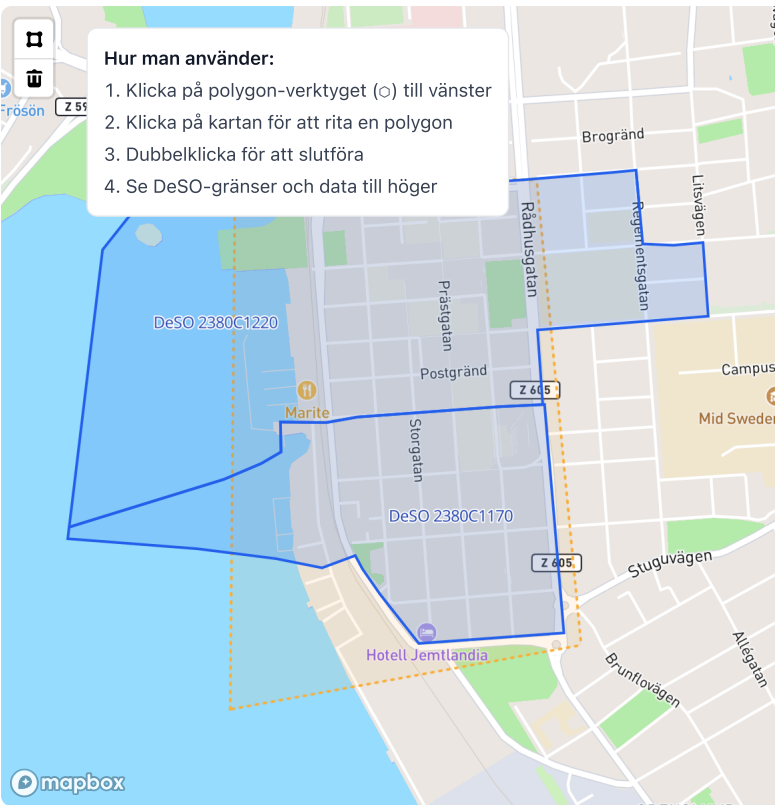 Hur man använder:
1. Klicka på polygon-verktyget (⬡) till vänster
2. Klicka på kartan för att rita en polygon
3. Dubbelklicka för att slutföra
4. Se DeSO-gränser och data till höger
Frösön
Z 59
Brogränd
Litsvägen
Rådhusgatan
Regementsgatan
DeSO 2380C1220
Prästgatan
Postgränd
Z 605
Campus
Marite
Mid Sweden
Storgatan
DeSO 2380C1170
Z 605
Stuguvägen
Hotell Jemtlandia
Allégatan
Brunflovägen
mapbox